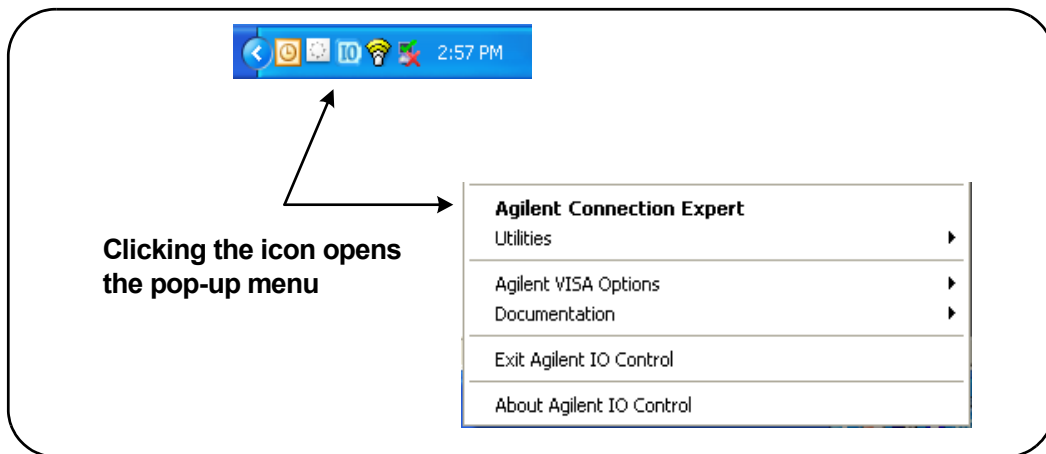 IO 2:57 PM
Clicking the icon opens
the pop-up menu
Agilent Connection Expert
Utilities
Agilent VISA Options
Documentation
Exit Agilent IO Control
About Agilent IO Control